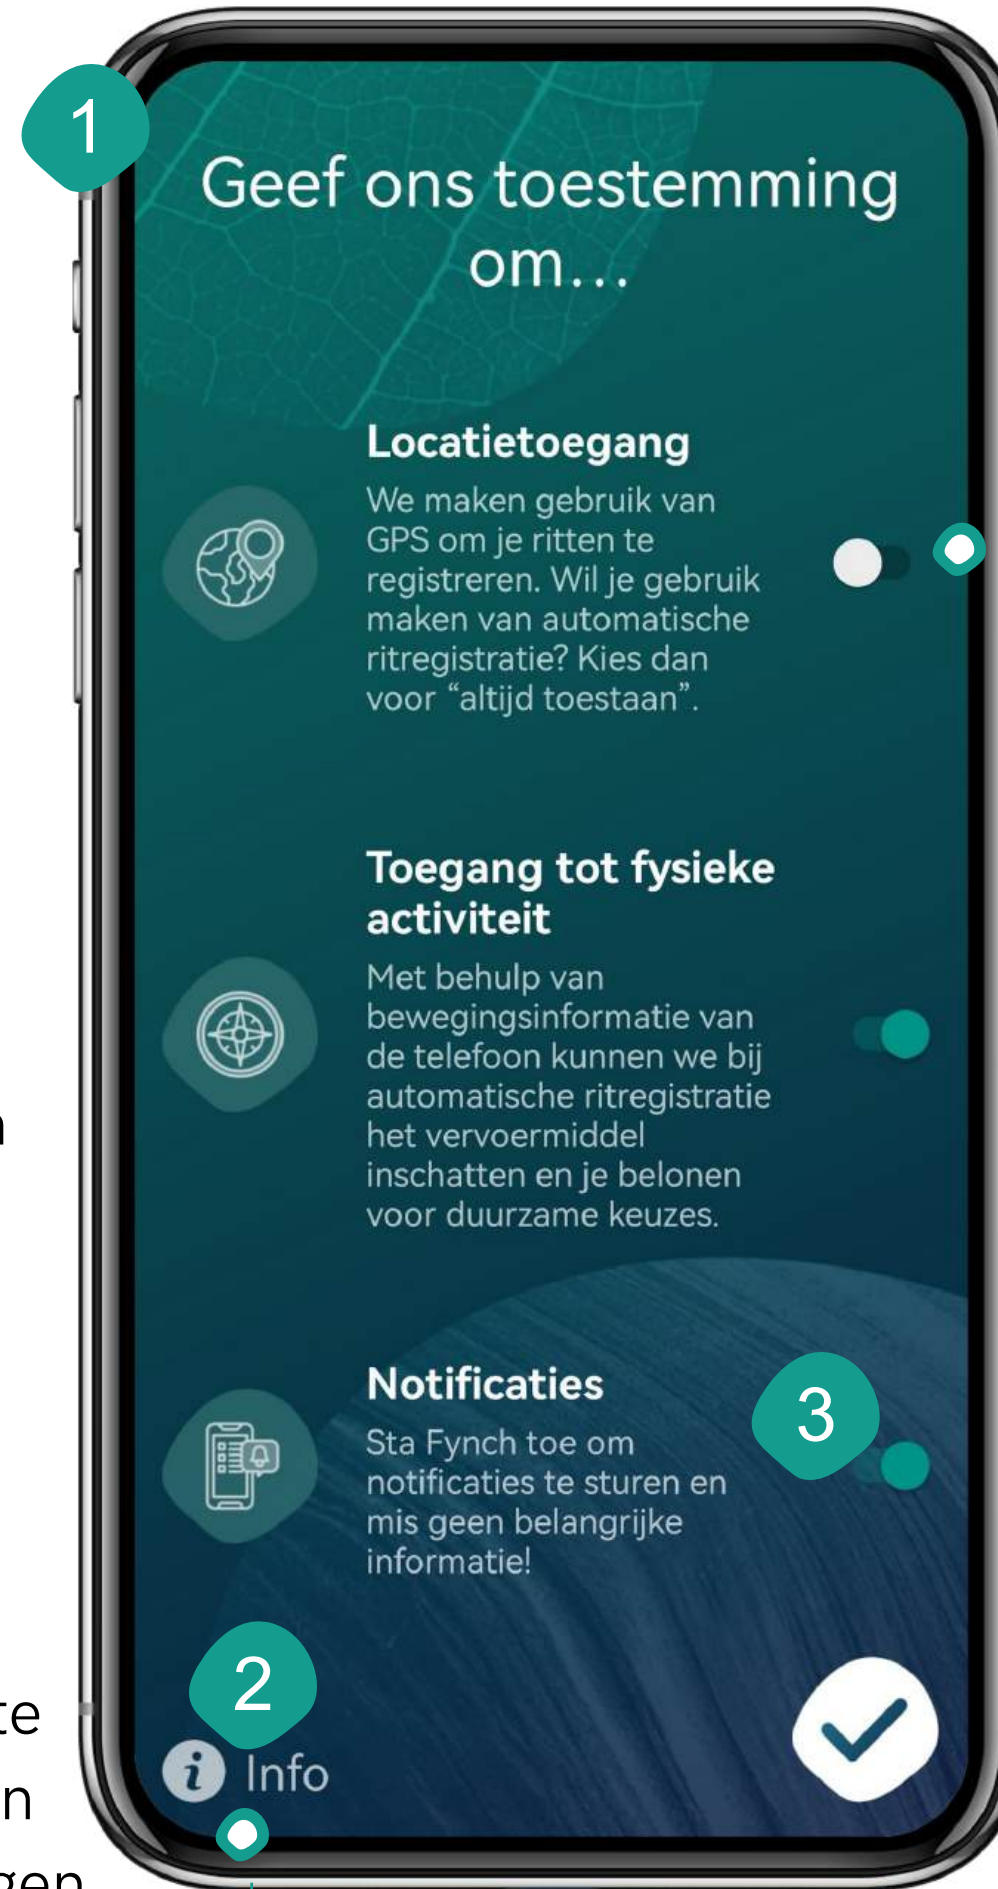 1
Geef ons toestemming
om...
Locatietoegang
We maken gebruik van
GPS om je ritten te
registreren. Wil je gebruik
maken van automatische
ritregistratie? Kies dan
voor “altijd toestaan”.
Toegang tot fysieke
activiteit
Met behulp van
bewegingsinformatie van
de telefoon kunnen we bij
automatische ritregistratie
het vervoermiddel
inschatten en je belonen
voor duurzame keuzes.
Notificaties
3
Sta Fynch toe om
notificaties te sturen en
mis geen belangrijke
informatie!
2
i Info
te